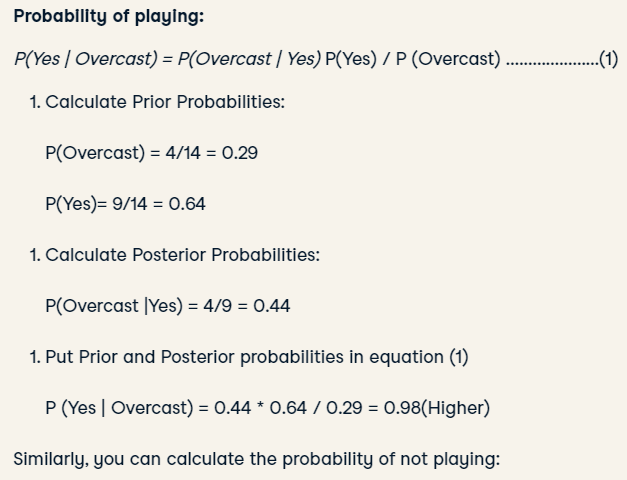 Probability of playing:
P(Yes | Overcast) = P(Overcast | Yes) P(Yes) / P (Overcast) .....................(1)
1. Calculate Prior Probabilities:
P(Overcast) = 4/14 = 0.29
P(Yes)= 9/14 = 0.64
1. Calculate Posterior Probabilities:
P(Overcast |Yes) = 4/9 = 0.44
1. Put Prior and Posterior probabilities in equation (1)
P (Yes | Overcast) = 0.44 * 0.64 / 0.29 = 0.98(Higher)
Similarly, you can calculate the probability of not playing: